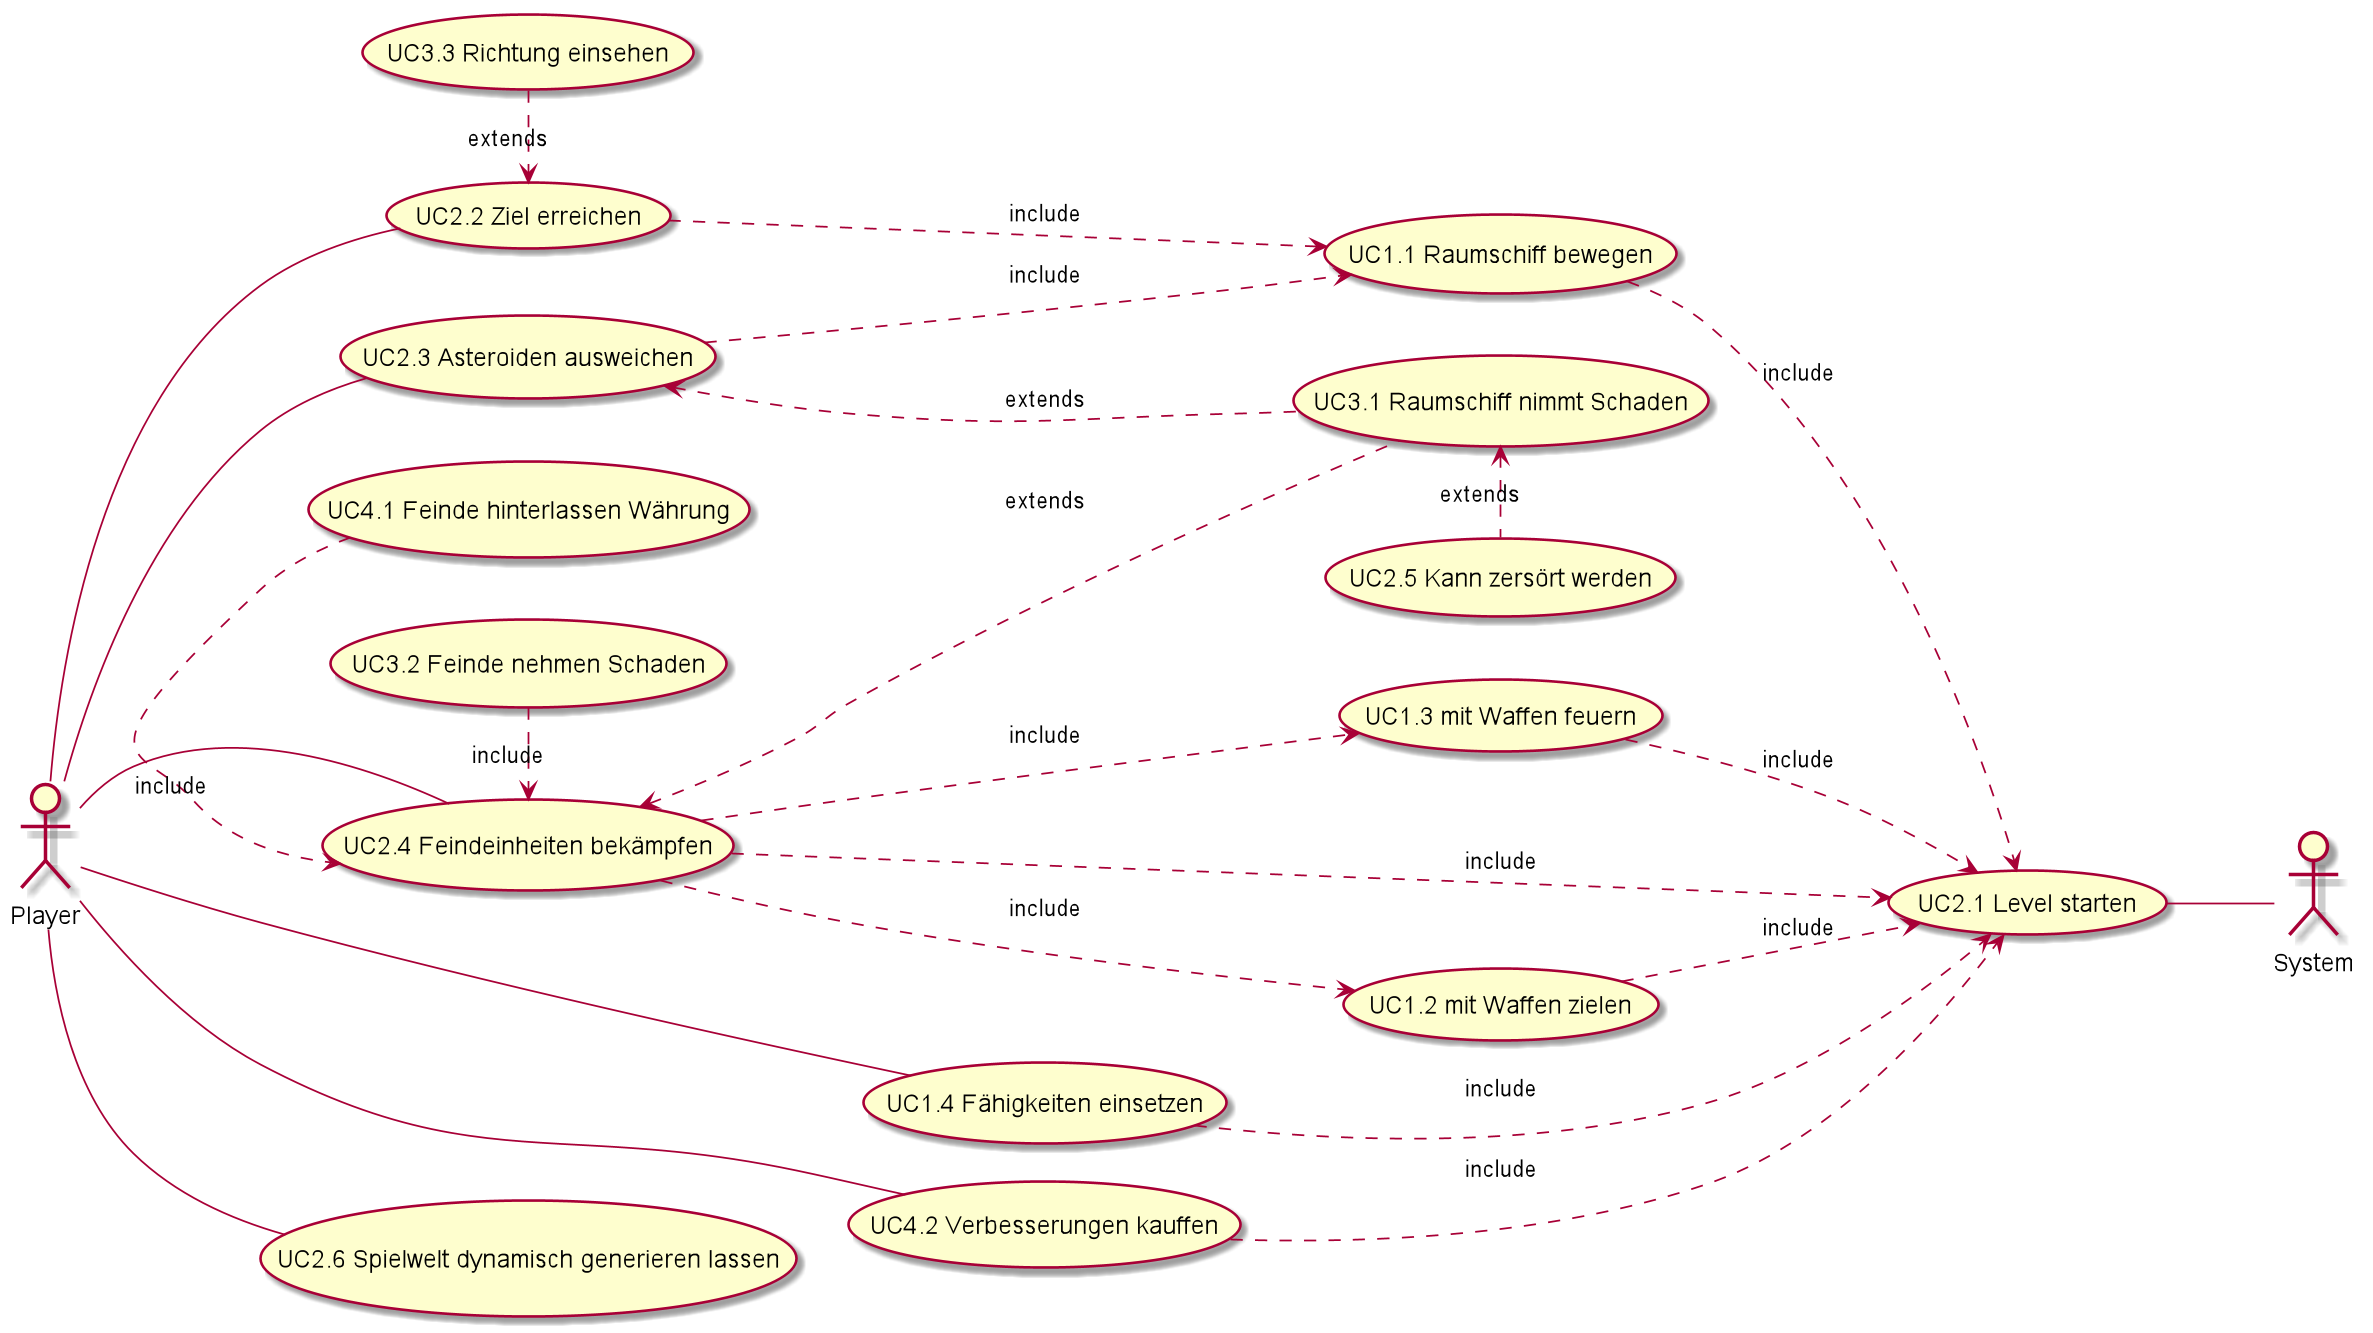 UC3.3 Richtung einsehen
extends
UC2.2 Ziel erreichen
include
UC1.1 Raumschiff bewegen
include
UC2.3 Asteroiden ausweichen
include
extends
UC3.1 Raumschiff nimmt Schaden
extends
extends
UC4.1 Feinde hinterlassen Währung
UC2.5 Kann zersört werden
UC3.2 Feinde nehmen Schaden
include
include
UC1.3 mit Waffen feuern
include
include
UC2.4 Feindeinheiten bekämpfen
include
include
UC2.1 Level starten
include
Player
System
UC1.2 mit Waffen zielen
UC1.4 Fähigkeiten einsetzen
include
include
UC4.2 Verbesserungen kauffen
UC2.6 Spielwelt dynamisch generieren lassen